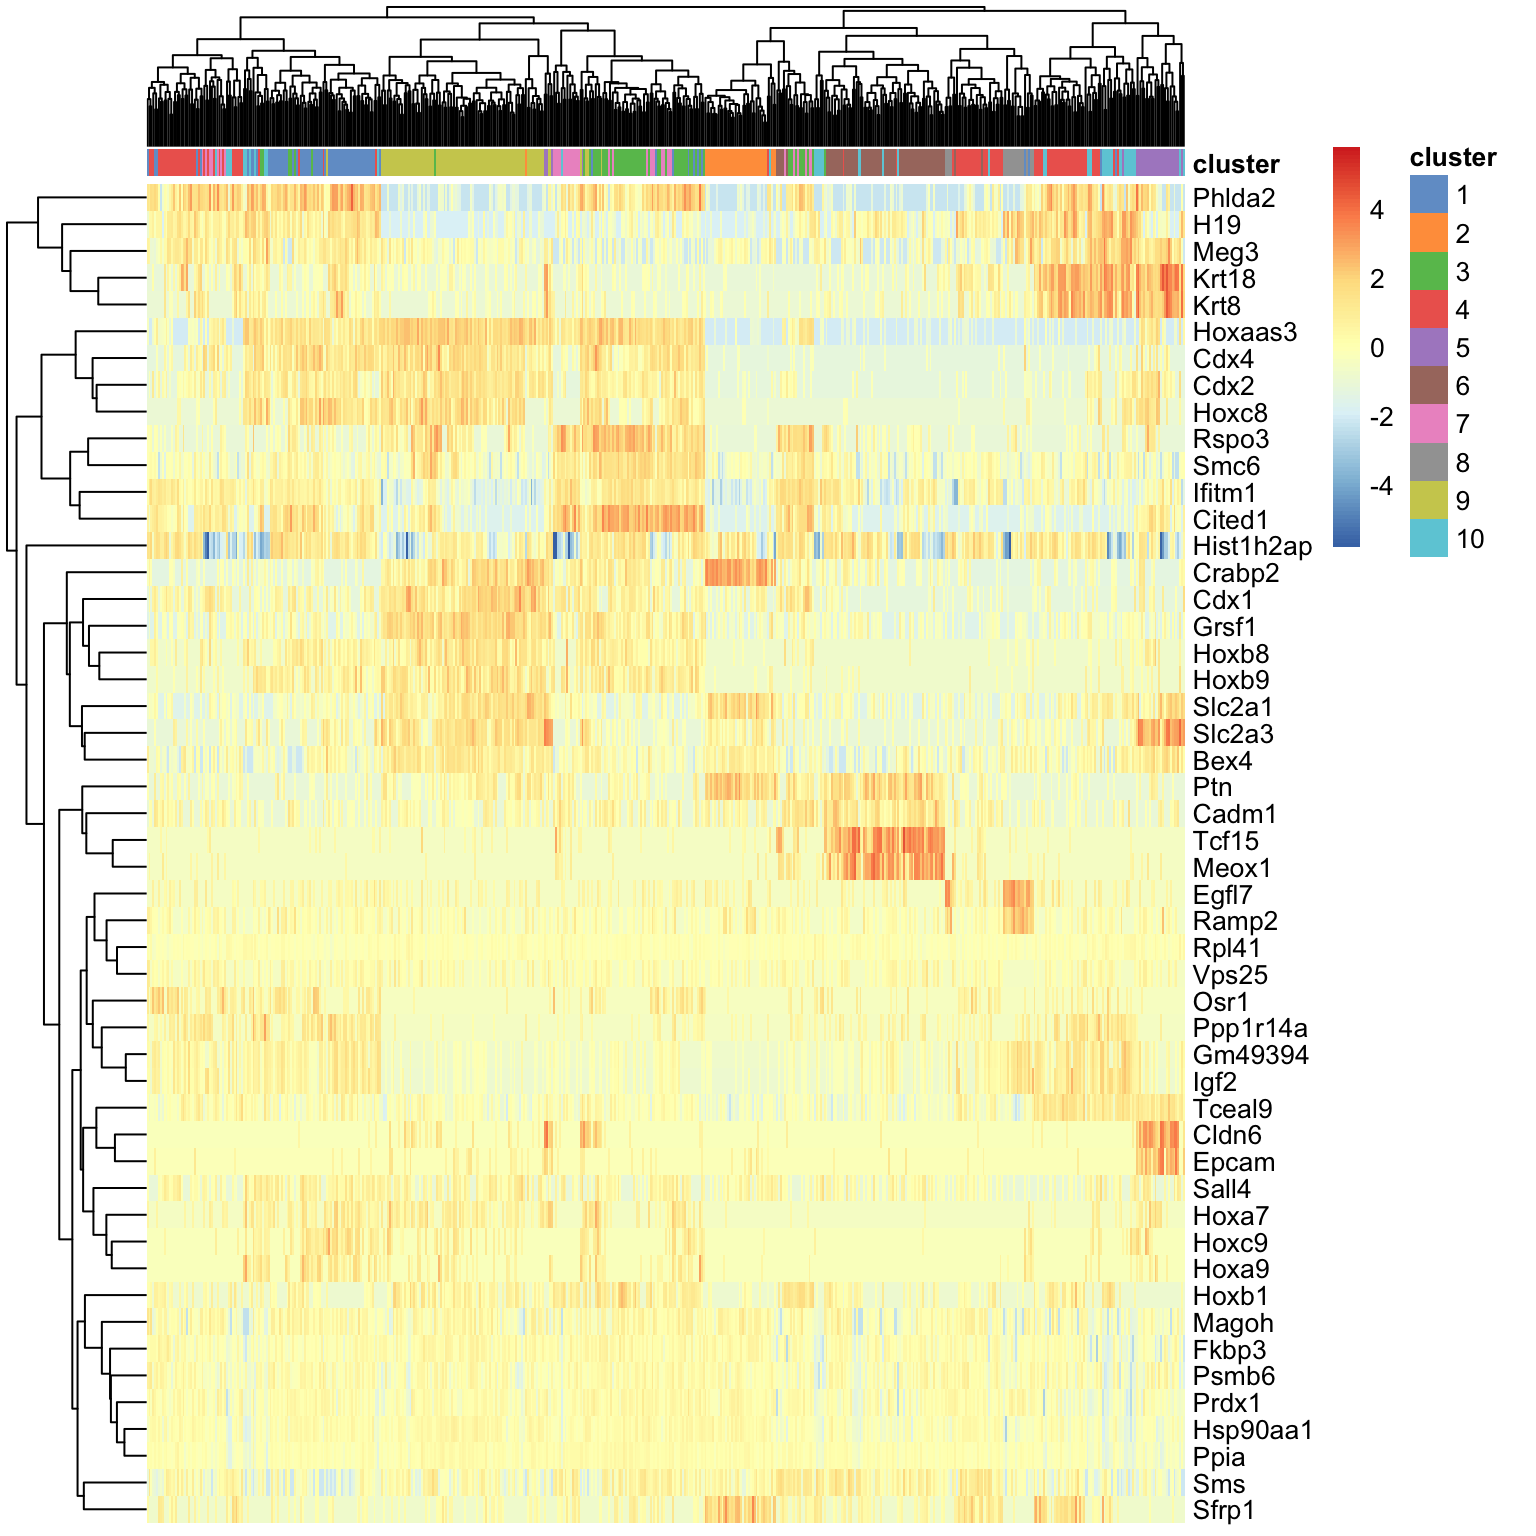 cluster
Phlda2
H19
Meg3
Krt18
Krt8
Hoxaas3
Cdx4
Cdx2
Hoxc8
Rspo3
Smc6
Ifitm1
Cited1
Hist1h2ap
Crabp2
Cdx1
Grsf1
Hoxb8
Hoxb9
Slc2a1
Slc2a3
Bex4
Ptn
Cadm1
Tcf15
Meox1
Egfl7
Ramp2
Rpl41
Vps25
Osr1
Ppp1r14a
Gm49394
Igf2
Tceal9
Cldn6
Epcam
Sall4
Hoxa7
Hoxc9
Hoxa9
Hoxb1
Magoh
Fkbp3
Psmb6
Prdx1
Hsp90aa1
Ppia
Sms
Sfrp1
4
2
0
-2
-4
cluster
1
2
3
4
5
6
7
8
9
10